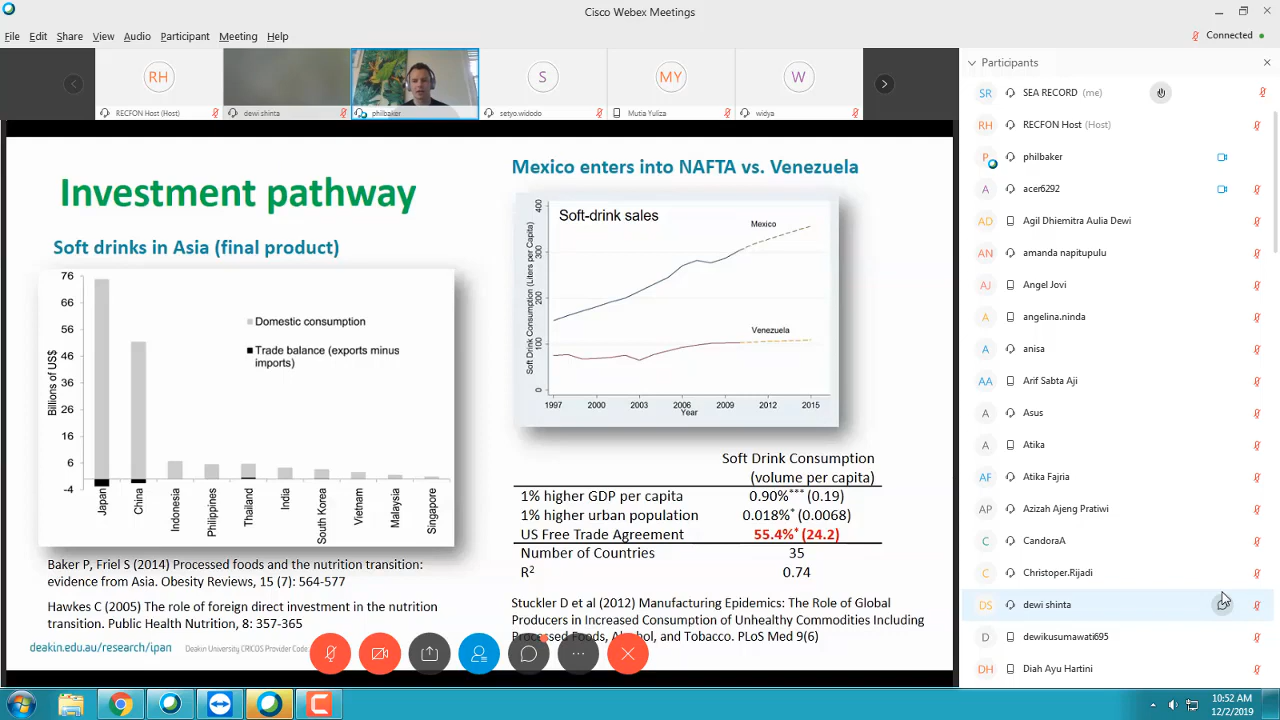 Cisco Webex Meetings
File Edit Share View Audio Participant Meeting Help
Connected
RH
RECFON Host (Host)
dewi shinta
philbaker
S
setyo.widodo
MY
Mutia Yuliza
W
widya
Investment pathway
Soft drinks in Asia (final product)
76
66
56
46
36
26
16
6
-4
Billions of US$
Domestic consumption
Trade balance (exports minus
imports)
Japan
China
Indonesia
Philippines
Thailand
India
South Korea
Vietnam
Malaysia
Singapore
Baker P, Friel S (2014) Processed foods and the nutrition transition:
evidence from Asia. Obesity Reviews, 15 (7): 564-577
Hawkes C (2005) The role of foreign direct investment in the nutrition
transition. Public Health Nutrition, 8: 357-365
deakin.edu.au/research/ipan
Deakin University CRICOS Provider Code
Mexico enters into NAFTA vs. Venezuela
Soft-drink sales
Soft Drink Consumption (Liters per Capita)
400
300
200
100
0
Mexico
Venezuela
1997 2000 2003 2006 2009 2012 2015
Year
Soft Drink Consumption
(volume per capita)
1% higher GDP per capita 0.90%*** (0.19)
1% higher urban population 0.018%* (0.0068)
US Free Trade Agreement 55.4%* (24.2)
Number of Countries 35
R2 0.74
Stuckler D et al (2012) Manufacturing Epidemics: The Role of Global
Producers in Increased Consumption of Unhealthy Commodities Including
Processed Foods, Alcohol, and Tobacco. PLoS Med 9(6)
Participants
SR SEA RECORD (me)
RH RECFON Host (Host)
P philbaker
A acer6292
AD Agil Dhiemitra Aulia Dewi
AN amanda napitupulu
AJ Angel Jovi
A angelina.ninda
A anisa
AA Arif Sabta Aji
A Asus
A Atika
AF Atika Fajria
AP Azizah Ajeng Pratiwi
C CandoraA
C Christoper.Rijadi
DS dewi shinta
D dewikusumawati695
DH Diah Ayu Hartini
10:52 AM
12/2/2019